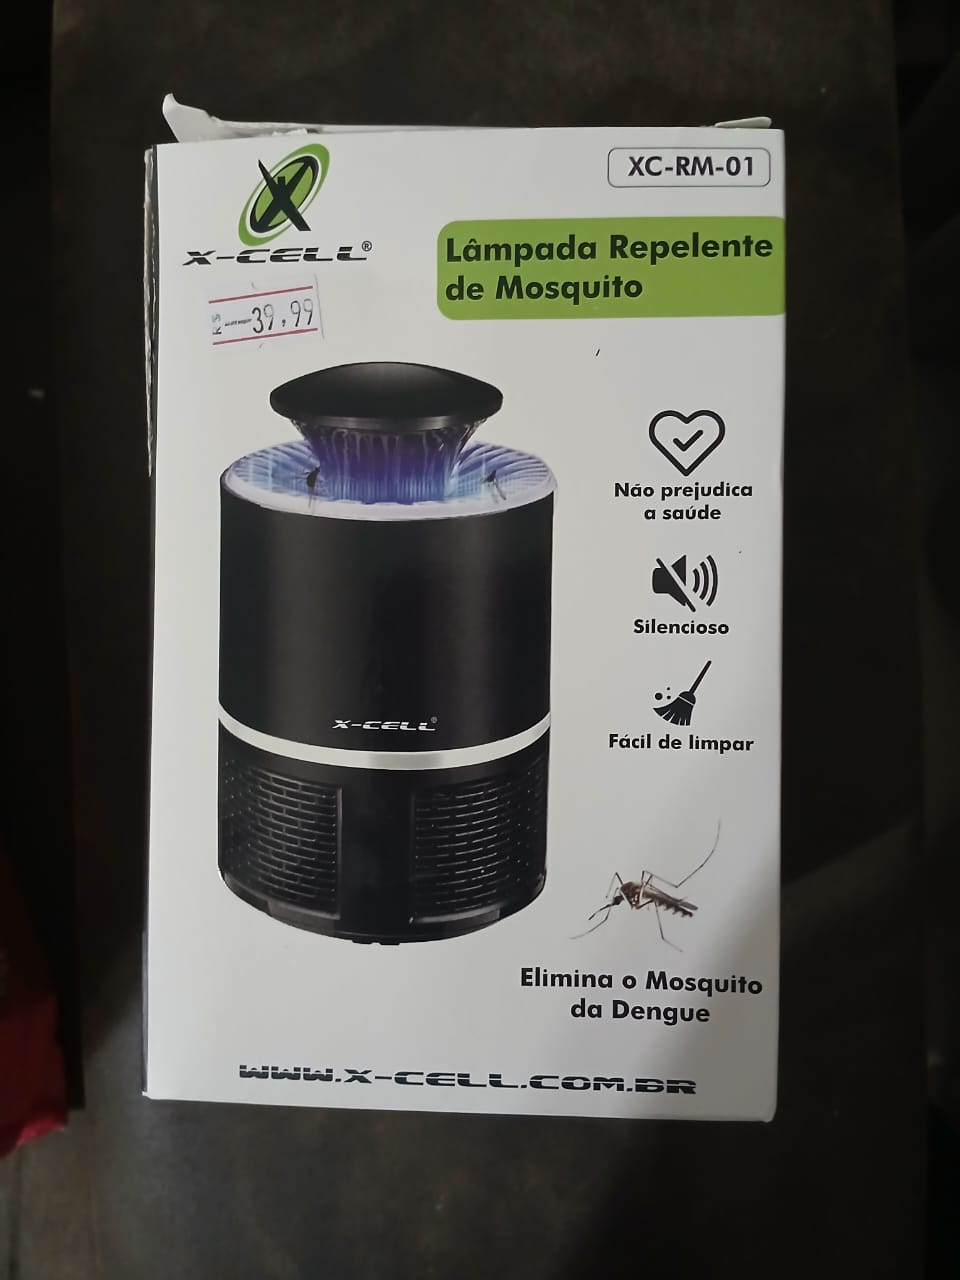 XC-RM-01
X-CELL®
Lâmpada Repelente
de Mosquito
R$ 39,99
Não prejudica
a saúde
Silencioso
X-CELL®
Fácil de limpar
Elimina o Mosquito
da Dengue
WWW.X-CELL.COM.BR